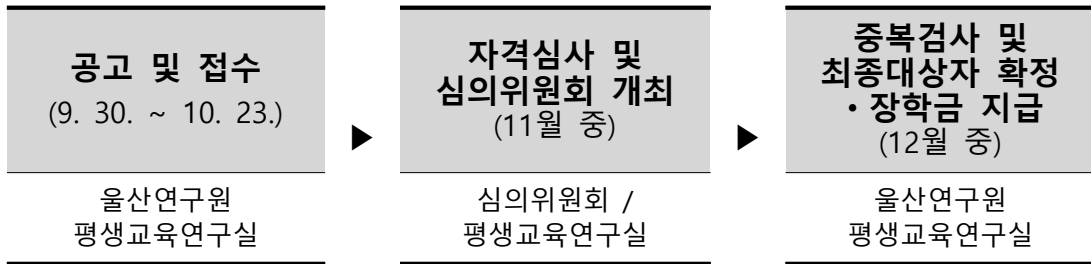 공고 및 접수
(9. 30. ~ 10. 23.)
울산연구원
평생교육연구실
▶
자격심사 및
심의위원회 개최
(11월 중)
심의위원회 /
평생교육연구실
▶
중복검사 및
최종대상자 확정
・장학금 지급
(12월 중)
울산연구원
평생교육연구실